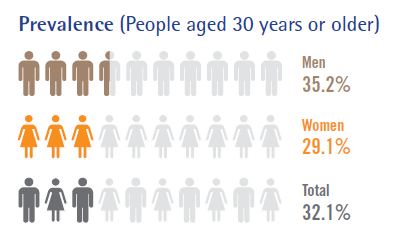 Prevalence (People aged 30 years or older)
Men
35.2%
Women
29.1%
Total
32.1%